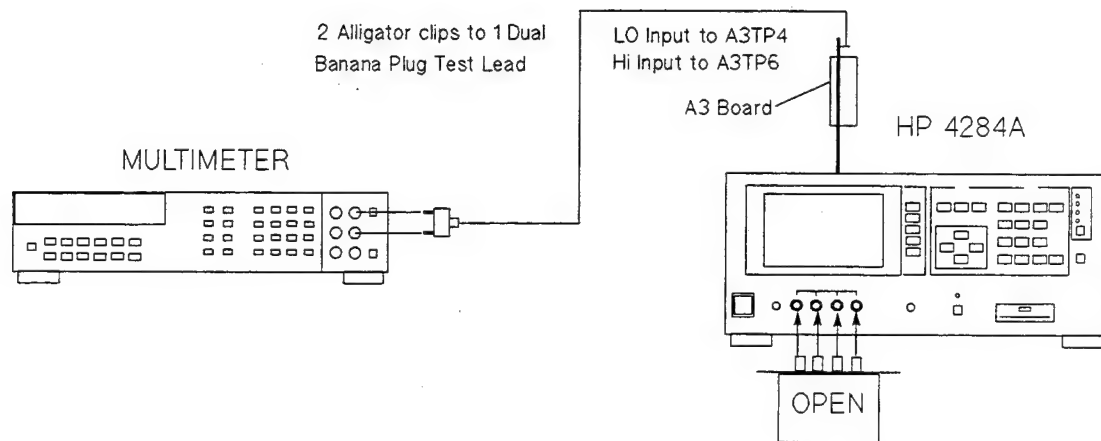 2 Alligator clips to 1 Dual
Banana Plug Test Lead
LO Input to A3TP4
Hi Input to A3TP6
A3 Board
HP 4284A
MULTIMETER
OPEN